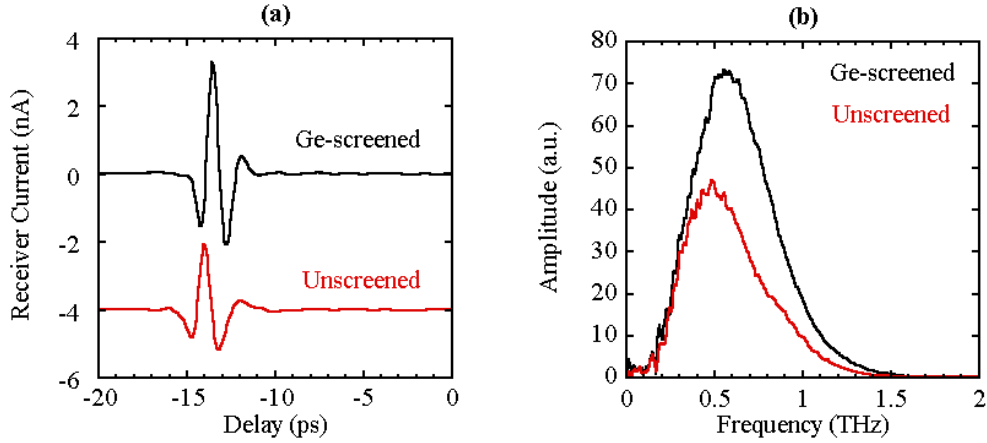 (a)
4
2
0
-2
-4
-6
Receiver Current (nA)
Ge-screened
Unscreened
-20
-15
-10
-5
0
Delay (ps)
(b)
80
70
60
50
40
30
20
10
0
Amplitude (a.u.)
Ge-screened
Unscreened
0
0.5
1
1.5
2
Frequency (THz)